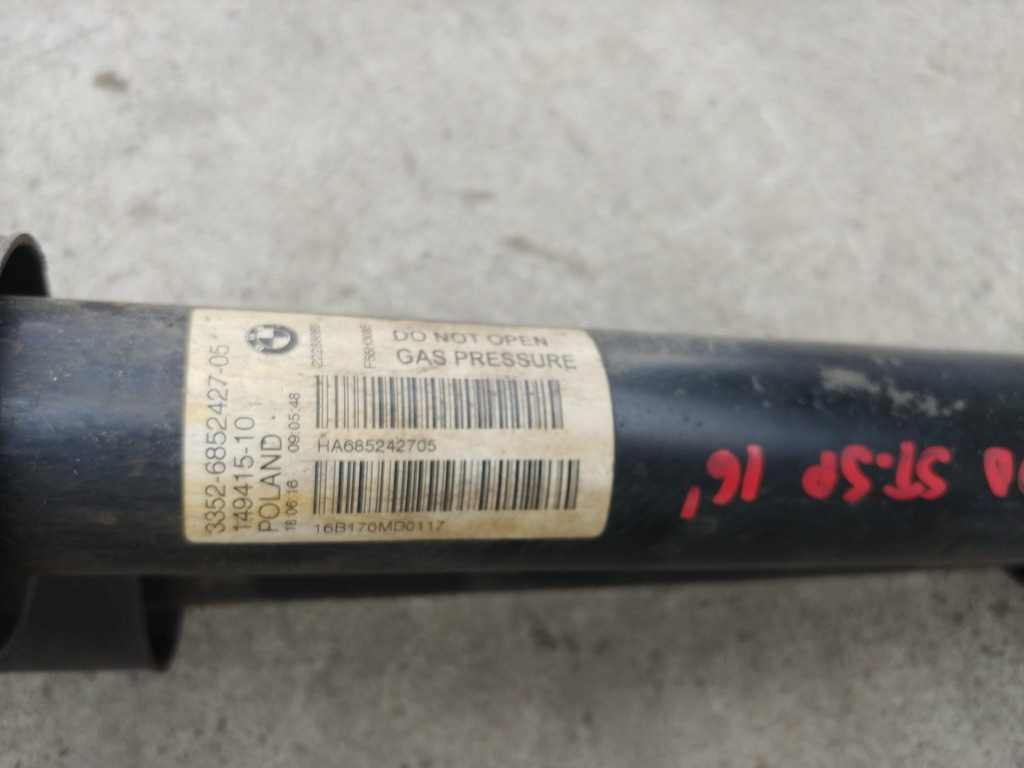 3352-6852427-05
149415-10
POLAND
18:06:16 09:05:48
DO NOT OPEN
GAS PRESSURE
HA685242705
16B170MD0117
ST-SP 16'